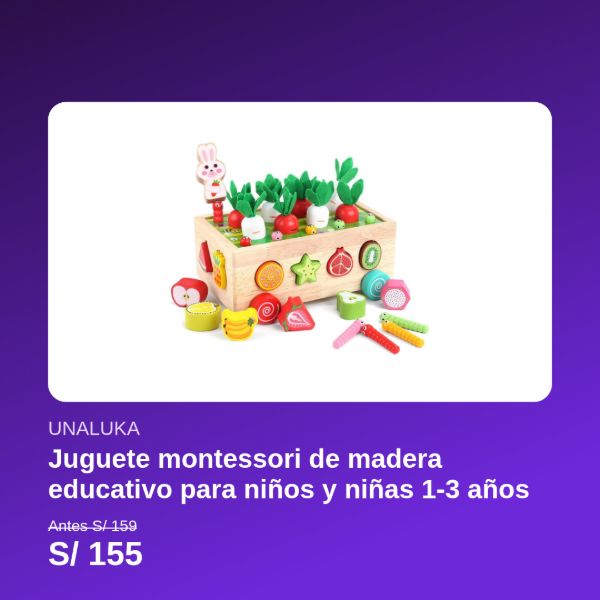 UNALUKA
Juguete montessori de madera
educativo para niños y niñas 1-3 años
Antes S/ 159
S/ 155